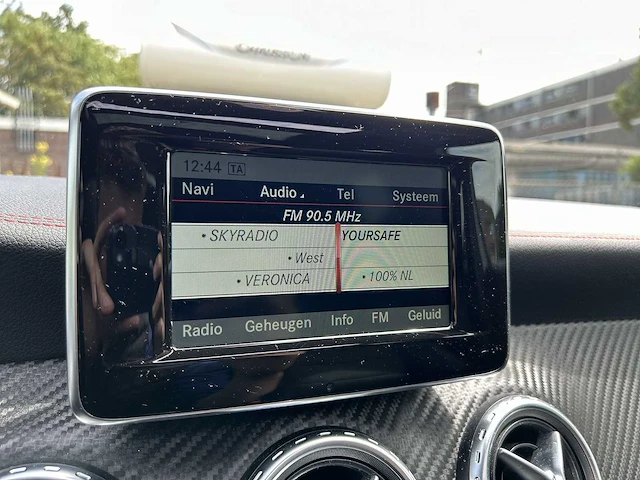 12:44 TA
Navi Audio Tel Systeem
FM 90.5 MHz
• SKYRADIO YOURSAFE
• West
• VERONICA • 100% NL
Radio Geheugen Info FM Geluid